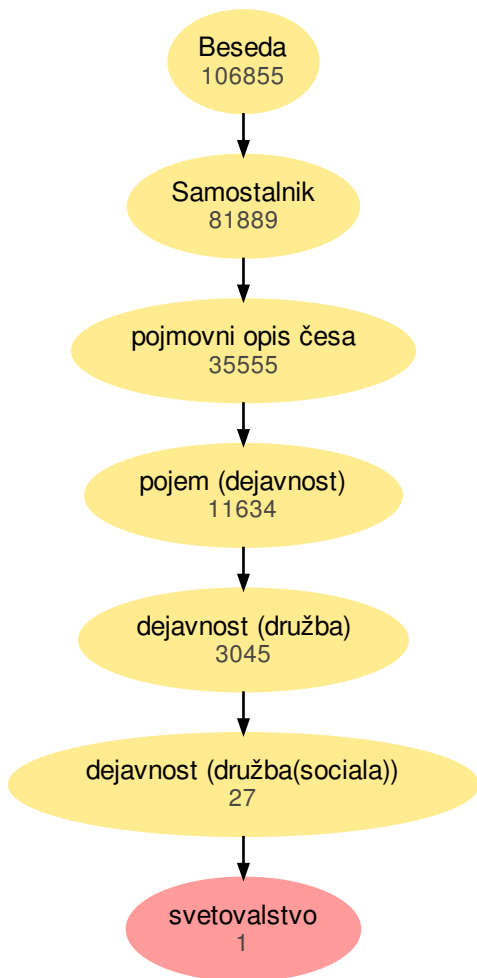 Beseda
106855
Samostalnik
81889
pojmovni opis česa
35555
pojem (dejavnost)
11634
dejavnost (družba)
3045
dejavnost (družba(sociala))
27
svetovalstvo
1